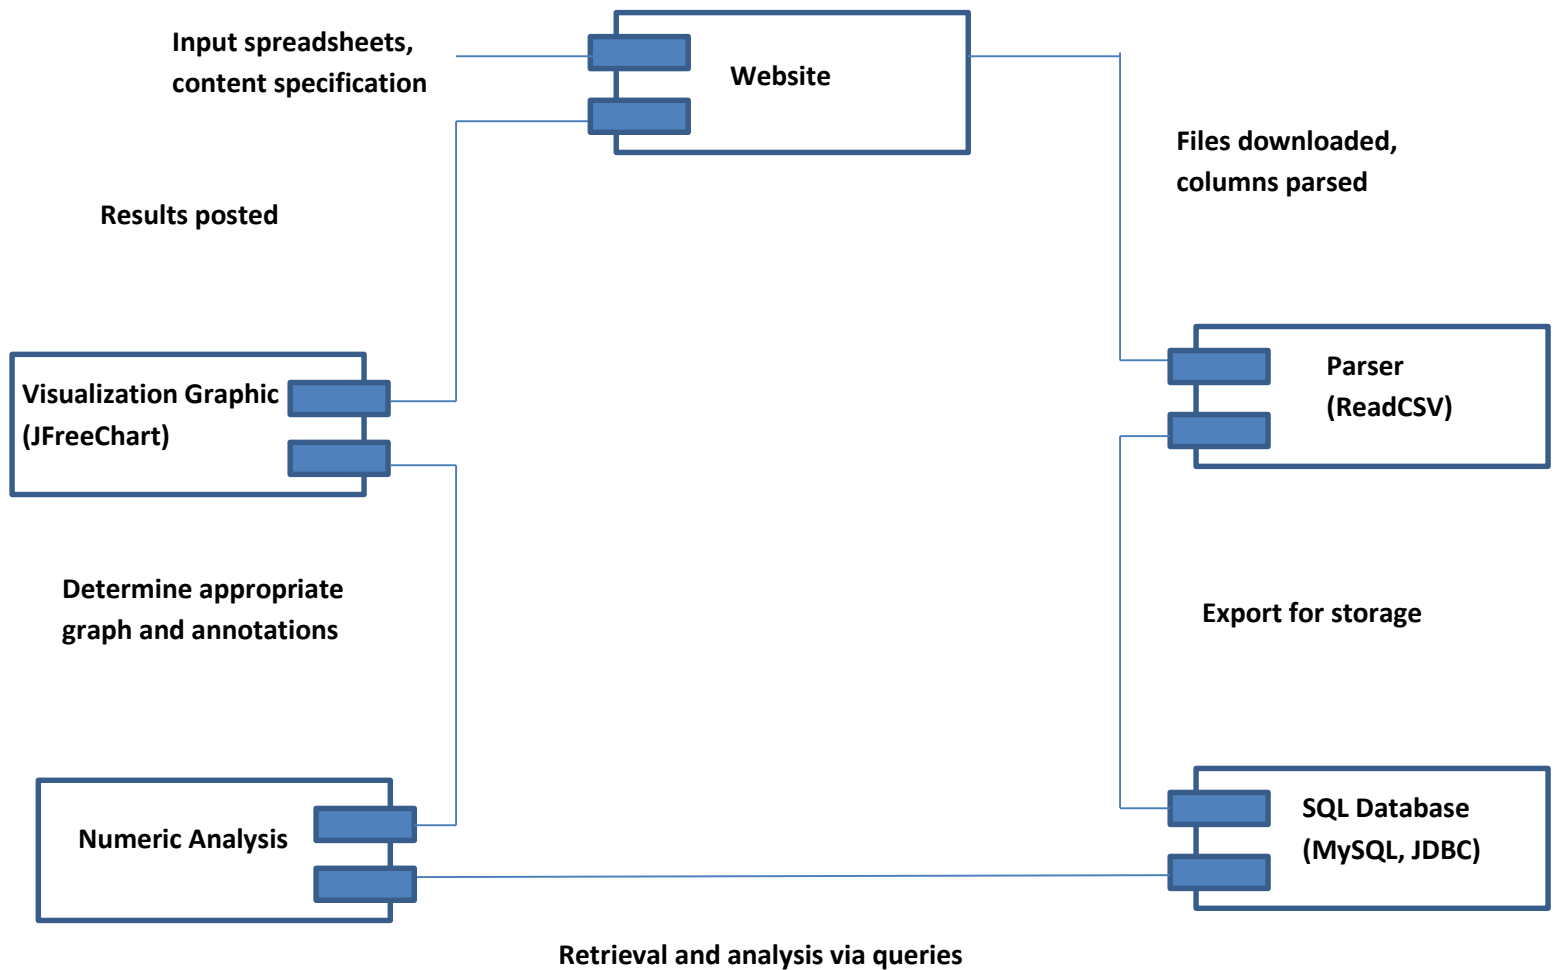 Input spreadsheets,
content specification
Website
Files downloaded,
columns parsed
Results posted
Visualization Graphic
(JFreeChart)
Parser
(ReadCSV)
Determine appropriate
graph and annotations
Export for storage
Numeric Analysis
SQL Database
(MySQL, JDBC)
Retrieval and analysis via queries